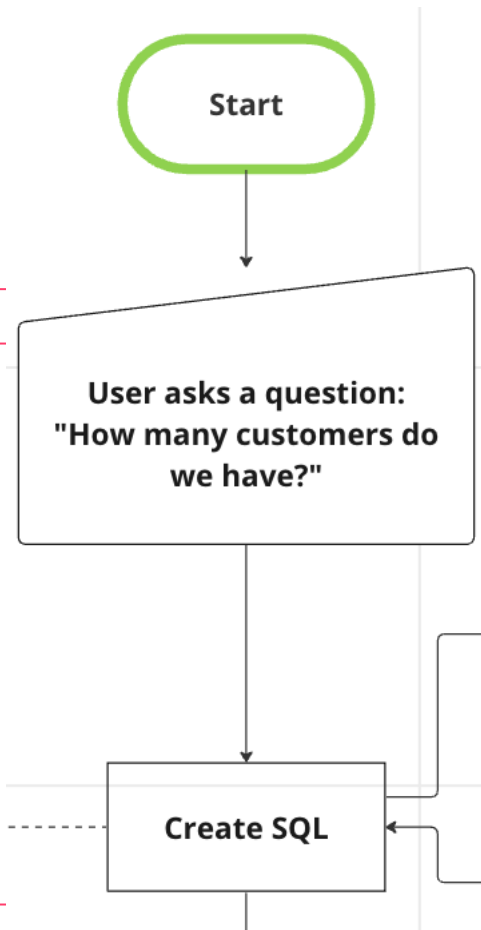 Start
User asks a question:
"How many customers do
we have?"
Create SQL